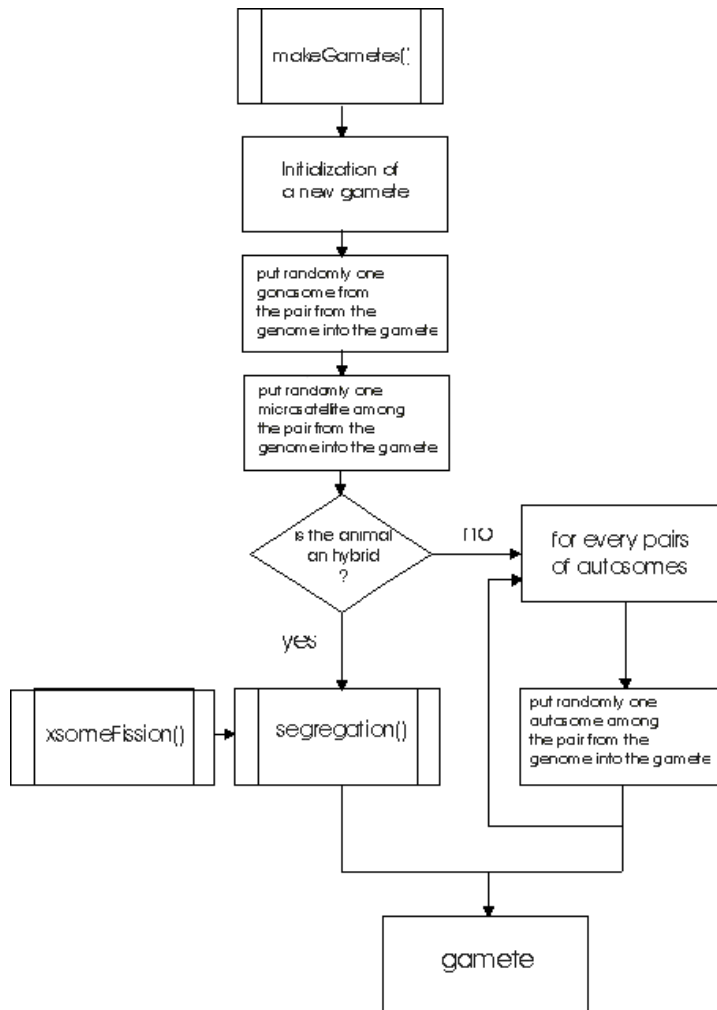 makeGametes()
Initialization of
a new gamete
put randomly one
gonosome from
the pair from the
genome into the gamete
put randomly one
microsatellite among
the pair from the
genome into the gamete
is the animal
an hybrid
?
no
for every pairs
of autosomes
yes
xsomeFission()
segregation()
put randomly one
autosome among
the pair from the
genome into the gamete
gamete